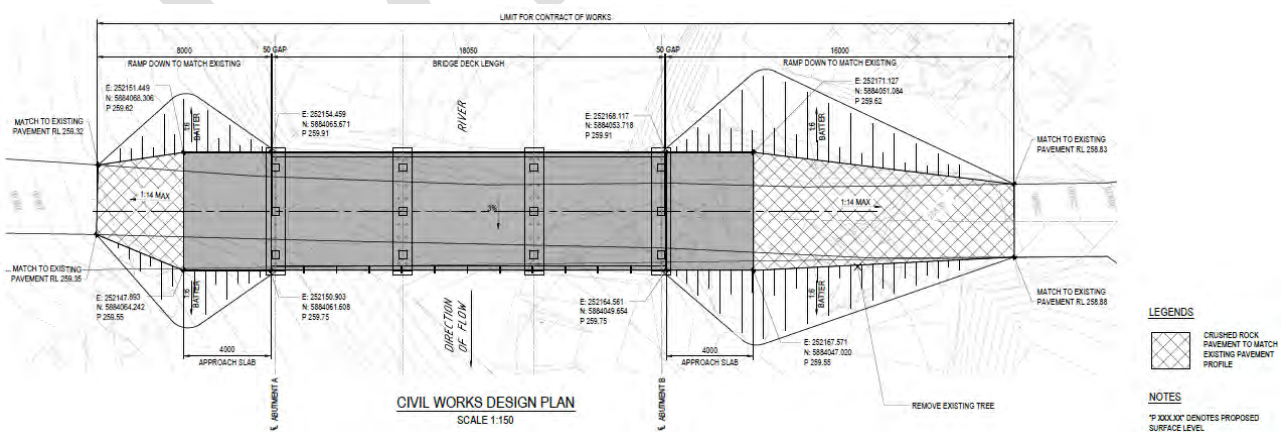 LIMIT FOR CONTRACT OF WORKS
8000
50 GAP
18050
50 GAP
16000
RAMP DOWN TO MATCH EXISTING
BRIDGE DECK LENGH
RAMP DOWN TO MATCH EXISTING
E: 252151.449
N: 5884068.306
P 259.62
E: 252154.459
N: 5884065.671
P 259.91
RIVER
E: 252168.117
N: 5884053.718
P 259.91
E: 252171.127
N: 5884051.084
P 259.62
MATCH TO EXISTING
PAVEMENT RL 259.32
1:6
BATTER
1:6
BATTER
MATCH TO EXISTING
PAVEMENT RL 258.83
1:14 MAX
3%
1:14 MAX
MATCH TO EXISTING
PAVEMENT RL 259.35
E: 252147.893
N: 5884064.242
P 259.55
1:6
BATTER
E: 252150.903
N: 5884061.608
P 259.75
DIRECTION
OF FLOW
E: 252164.561
N: 5884049.654
P 259.75
1:6
BATTER
E: 252167.571
N: 5884047.020
P 259.55
MATCH TO EXISTING
PAVEMENT RL 258.88
4000
APPROACH SLAB
4000
APPROACH SLAB
ABUTMENT A
ABUTMENT B
REMOVE EXISTING TREE
CIVIL WORKS DESIGN PLAN
SCALE 1:150
LEGENDS
CRUSHED ROCK
PAVEMENT TO MATCH
EXISTING PAVEMENT
PROFILE
NOTES
"P XXX.XX" DENOTES PROPOSED
SURFACE LEVEL